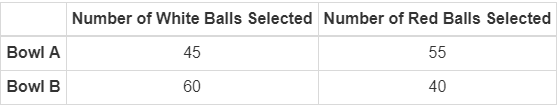 Number of White Balls Selected Number of Red Balls Selected
Bowl A 45 55
Bowl B 60 40